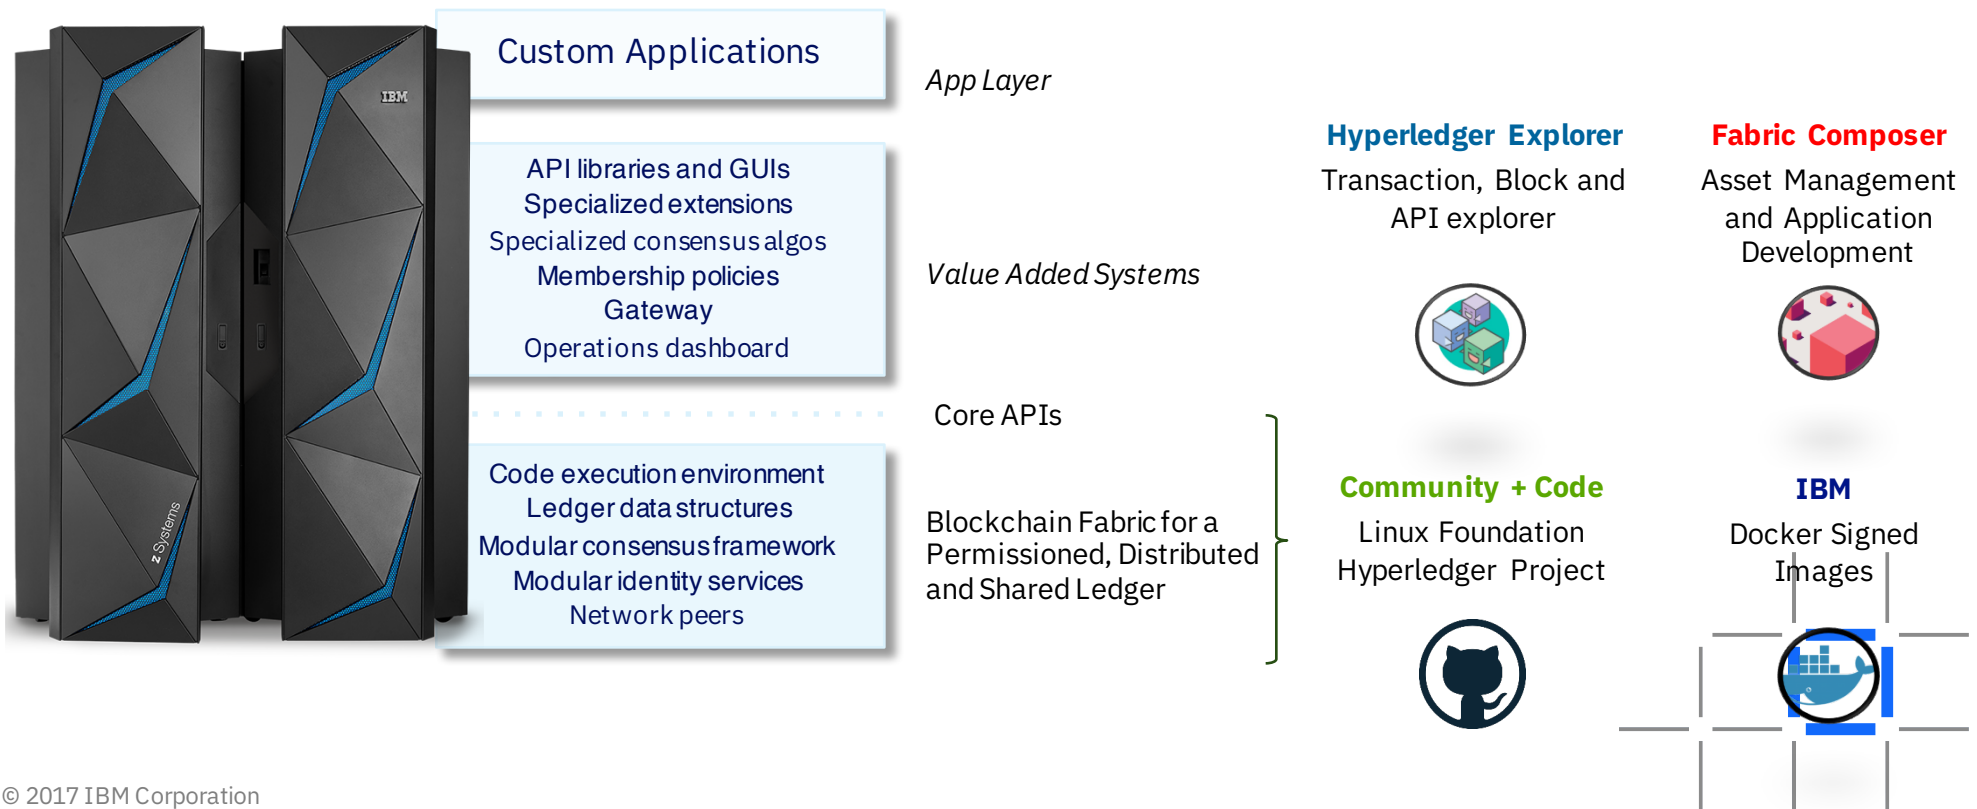 Custom Applications
IBM
App Layer
API libraries and GUIs
Specialized extensions
Specialized consensus algos
Membership policies
Gateway
Operations dashboard
Value Added Systems
Core APIs
Code execution environment
Ledger data structures
Modular consensus framework
Modular identity services
Network peers
z Systems
Blockchain Fabric for a
Permissioned, Distributed
and Shared Ledger
Hyperledger Explorer
Transaction, Block and
API explorer
Fabric Composer
Asset Management
and Application
Development
Community + Code
Linux Foundation
Hyperledger Project
IBM
Docker Signed
Images
© 2017 IBM Corporation